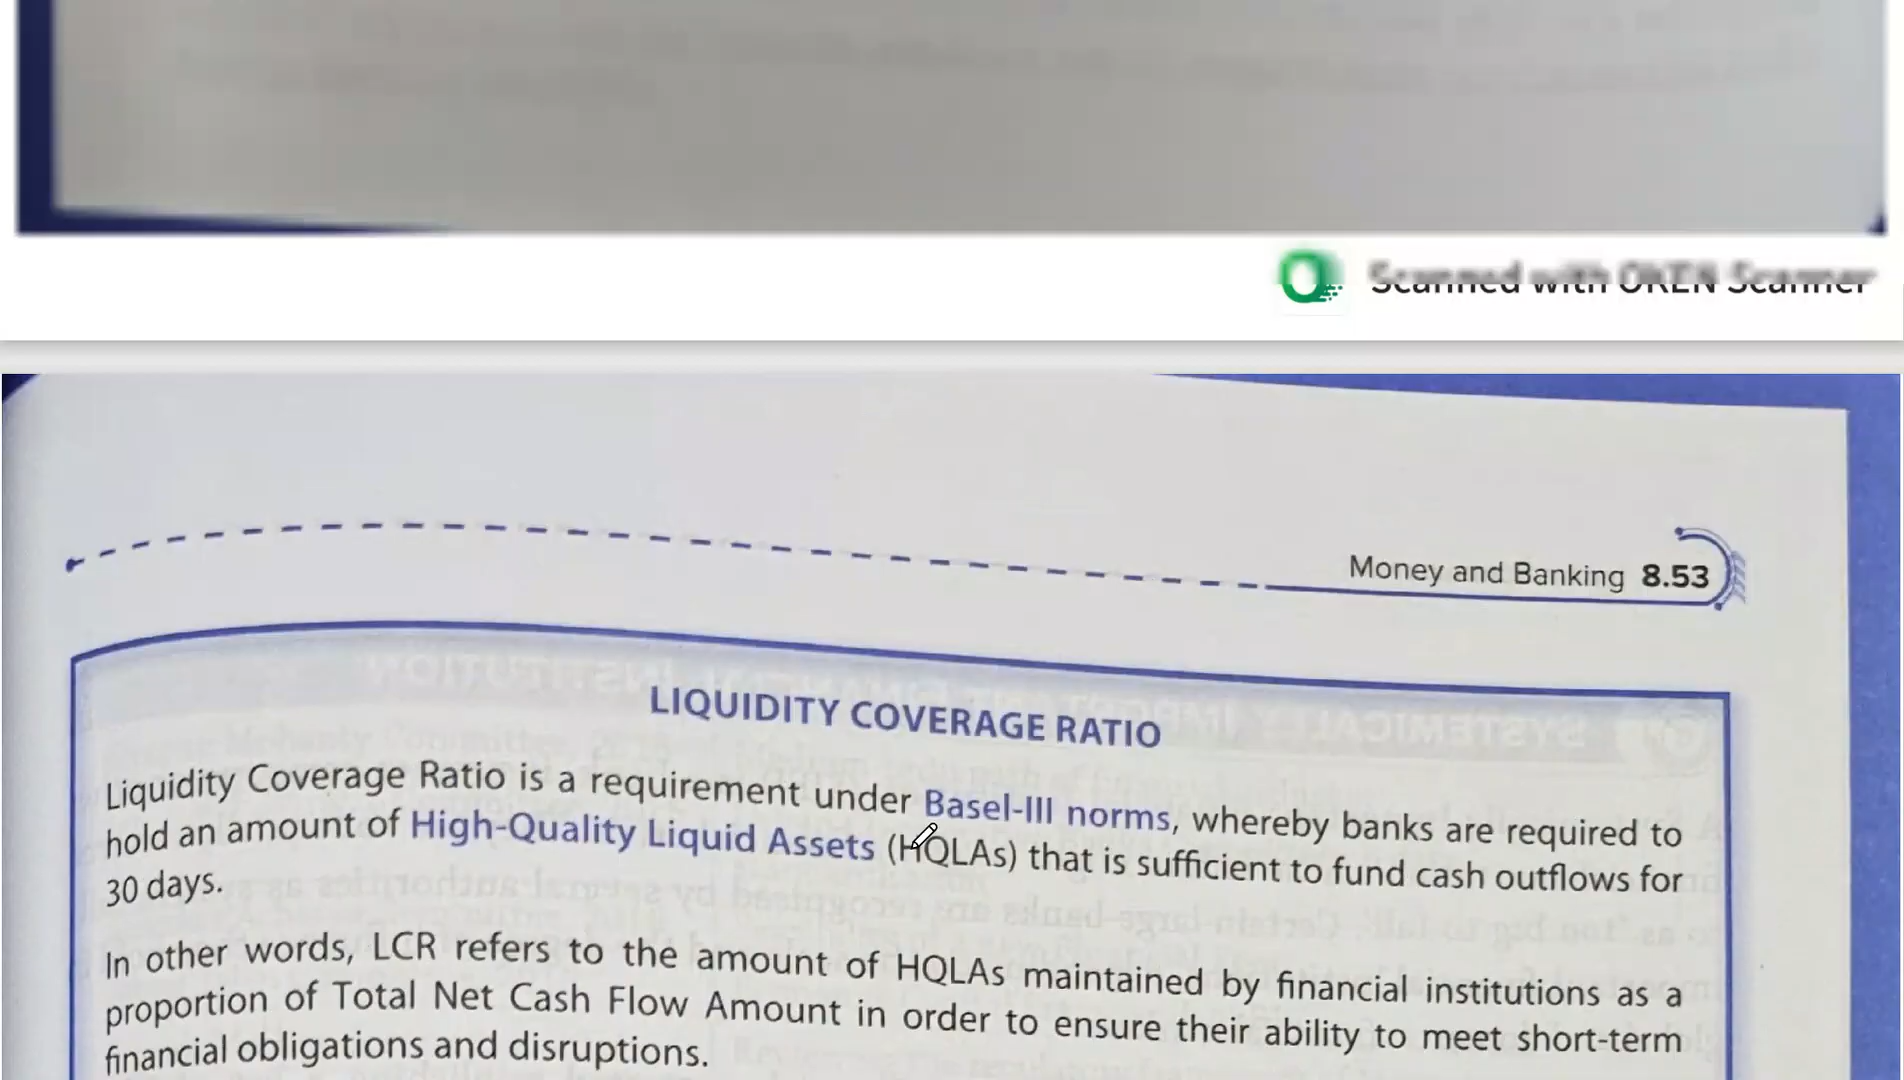 Scanned with OKEN Scanner
Money and Banking 8.53
LIQUIDITY COVERAGE RATIO
Liquidity Coverage Ratio is a requirement under Basel-III norms, whereby banks are required to
hold an amount of High-Quality Liquid Assets (HQLAs) that is sufficient to fund cash outflows for
30 days.
In other words, LCR refers to the amount of HQLAs maintained by financial institutions as a
proportion of Total Net Cash Flow Amount in order to ensure their ability to meet short-term
financial obligations and disruptions.